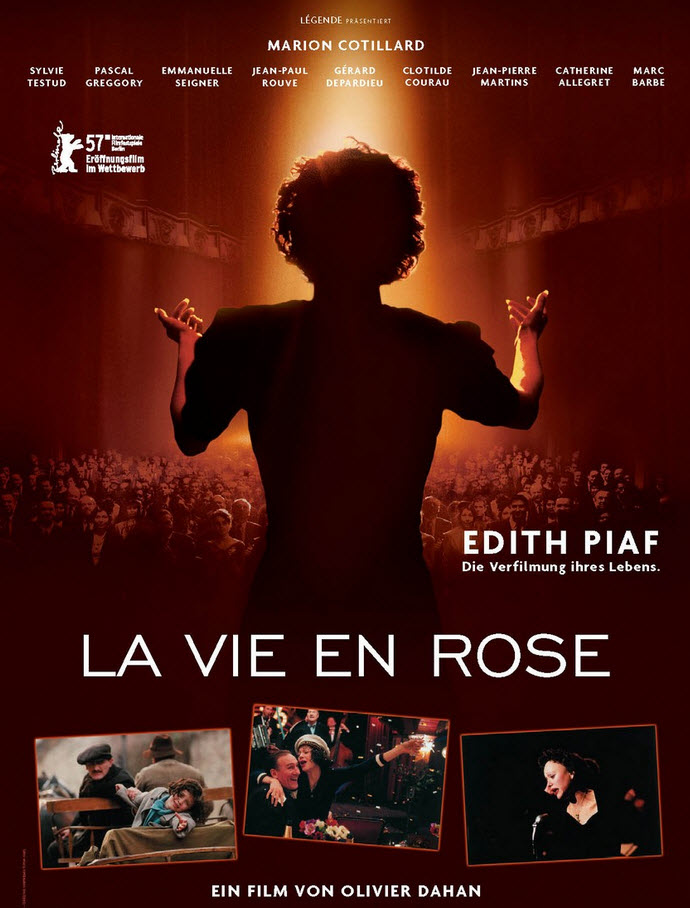 LÉGENDE PRÄSENTIERT
MARION COTILLARD
SYLVIE TESTUD
PASCAL GREGGORY
EMMANUELLE SEIGNER
JEAN-PAUL ROUVE
GÉRARD DEPARDIEU
CLOTILDE COURAU
JEAN-PIERRE MARTINS
CATHERINE ALLEGRET
MARC BARBE
Berlinale
57
Internationale
Filmfestspiele
Berlin
Eröffnungsfilm
im Wettbewerb
EDITH PIAF
Die Verfilmung ihres Lebens.
LA VIE EN ROSE
EIN FILM VON OLIVIER DAHAN